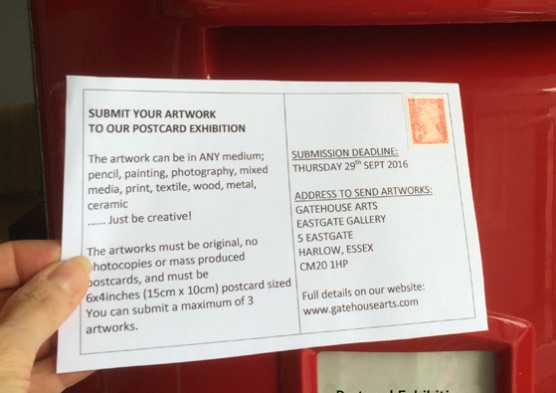 SUBMIT YOUR ARTWORK
TO OUR POSTCARD EXHIBITION
The artwork can be in ANY medium;
pencil, painting, photography, mixed
media, print, textile, wood, metal,
ceramic
...... Just be creative!
The artworks must be original, no
photocopies or mass produced
postcards, and must be
6x4inches (15cm x 10cm) postcard sized
You can submit a maximum of 3
artworks.
SUBMISSION DEADLINE:
THURSDAY 29th SEPT 2016
ADDRESS TO SEND ARTWORKS:
GATEHOUSE ARTS
EASTGATE GALLERY
5 EASTGATE
HARLOW, ESSEX
CM20 1HP
Full details on our website:
www.gatehousearts.com